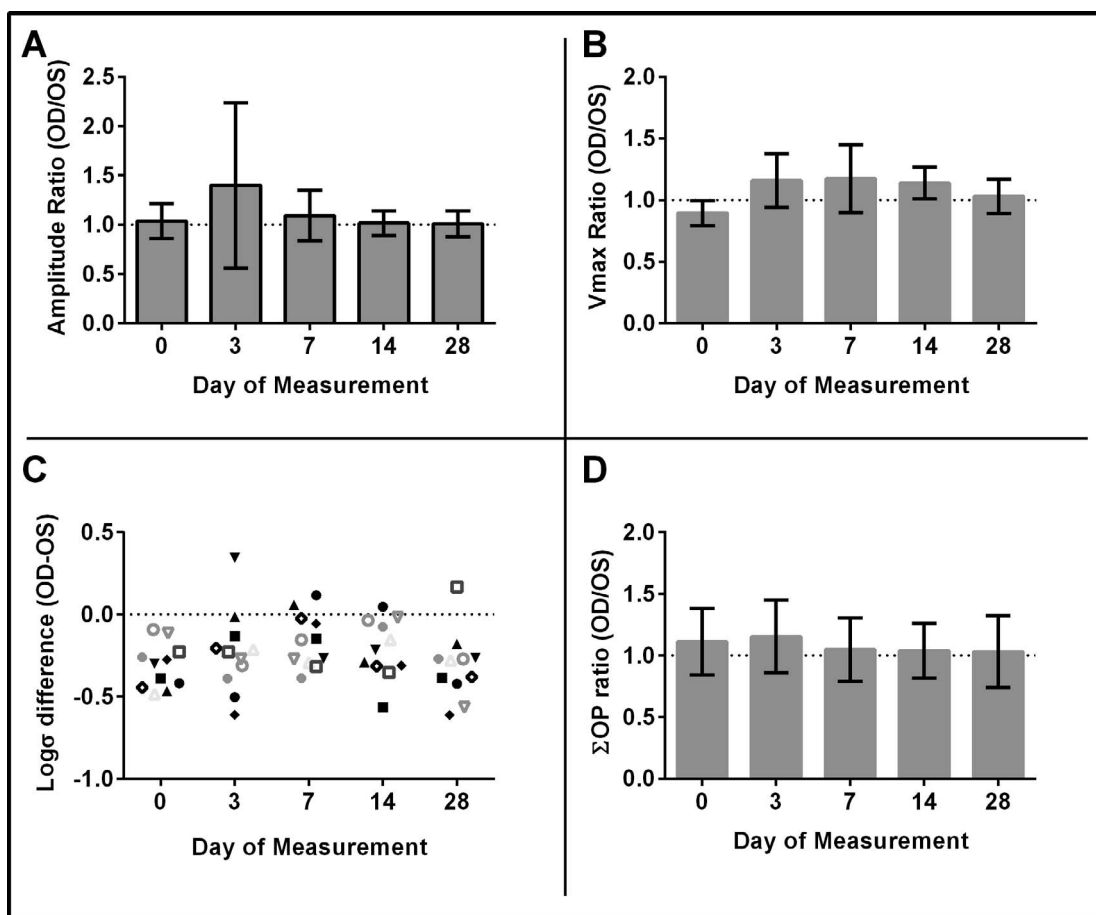 A
Amplitude Ratio (OD/OS)
2.5
2.0
1.5
1.0
0.5
0.0
0 3 7 14 28
Day of Measurement
B
Vmax Ratio (OD/OS)
2.0
1.5
1.0
0.5
0.0
0 3 7 14 28
Day of Measurement
C
Logσ difference (OD-OS)
0.5
0.0
-0.5
-1.0
0 3 7 14 28
Day of Measurement
D
ΣOP ratio (OD/OS)
2.0
1.5
1.0
0.5
0.0
0 3 7 14 28
Day of Measurement